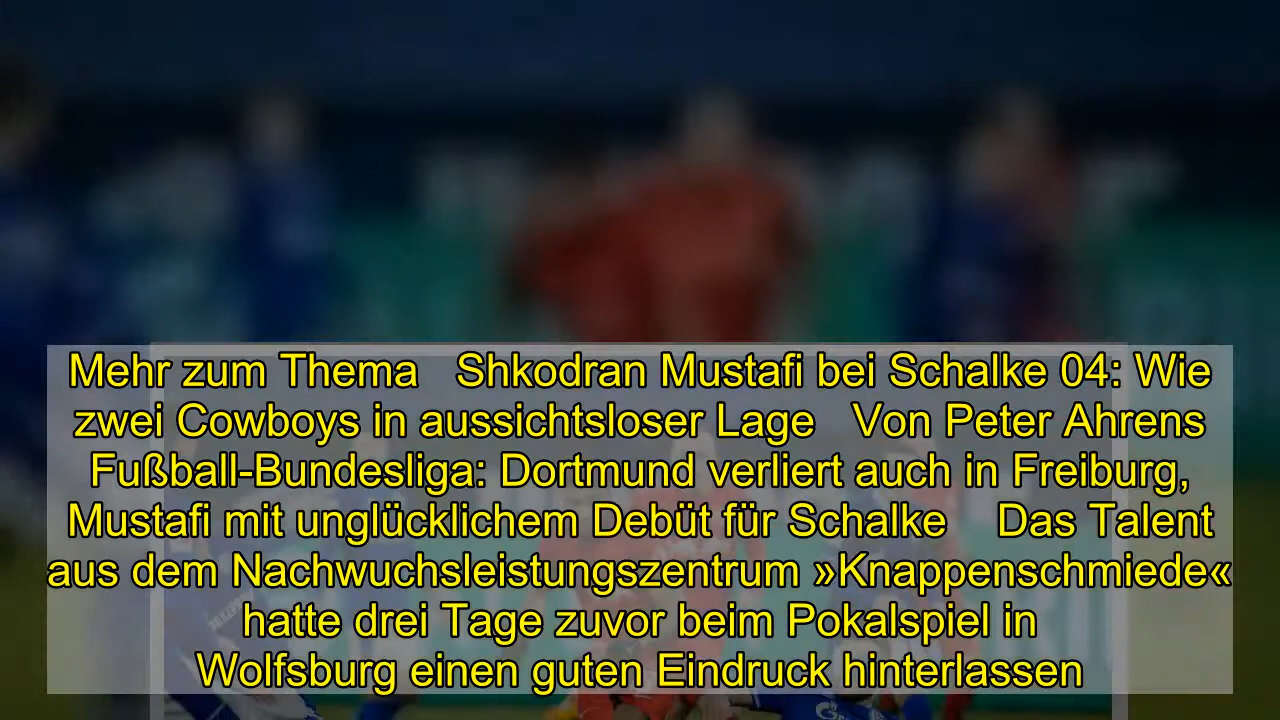 Mehr zum Thema   Shkodran Mustafi bei Schalke 04: Wie
zwei Cowboys in aussichtsloser Lage   Von Peter Ahrens
Fußball-Bundesliga: Dortmund verliert auch in Freiburg,
Mustafi mit unglücklichem Debüt für Schalke    Das Talent
aus dem Nachwuchsleistungszentrum »Knappenschmiede«
hatte drei Tage zuvor beim Pokalspiel in
Wolfsburg einen guten Eindruck hinterlassen